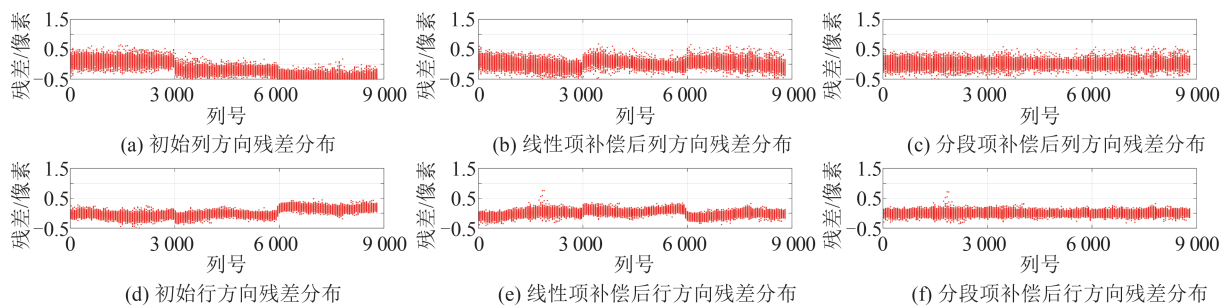 1.5
0.5
−0.5
残差/像素
0
3 000
6 000
9 000
列号
(a) 初始列方向残差分布
1.5
0.5
−0.5
残差/像素
0
3 000
6 000
9 000
列号
(b) 线性项补偿后列方向残差分布
1.5
0.5
−0.5
残差/像素
0
3 000
6 000
9 000
列号
(c) 分段项补偿后列方向残差分布
1.5
0.5
−0.5
残差/像素
0
3 000
6 000
9 000
列号
(d) 初始行方向残差分布
1.5
0.5
−0.5
残差/像素
0
3 000
6 000
9 000
列号
(e) 线性项补偿后行方向残差分布
1.5
0.5
−0.5
残差/像素
0
3 000
6 000
9 000
列号
(f) 分段项补偿后行方向残差分布